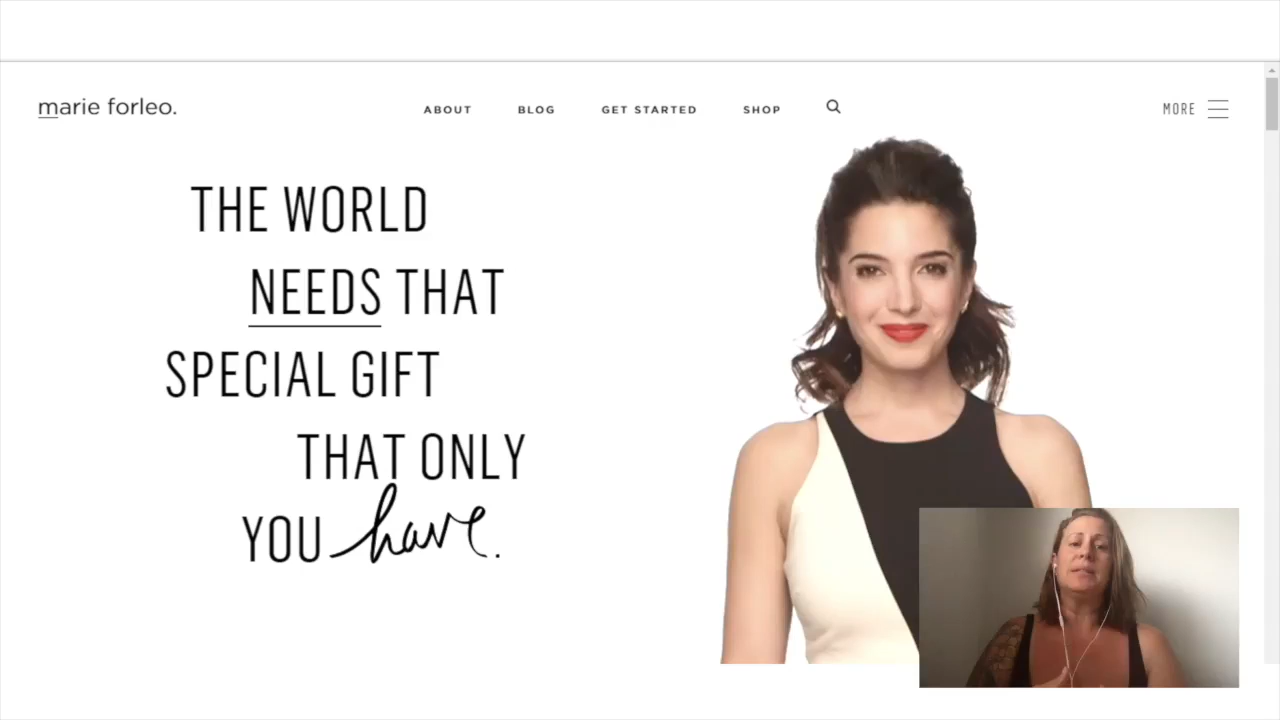 marie forleo.
ABOUT BLOG GET STARTED SHOP
MORE
THE WORLD
NEEDS THAT
SPECIAL GIFT
THAT ONLY
YOU have.